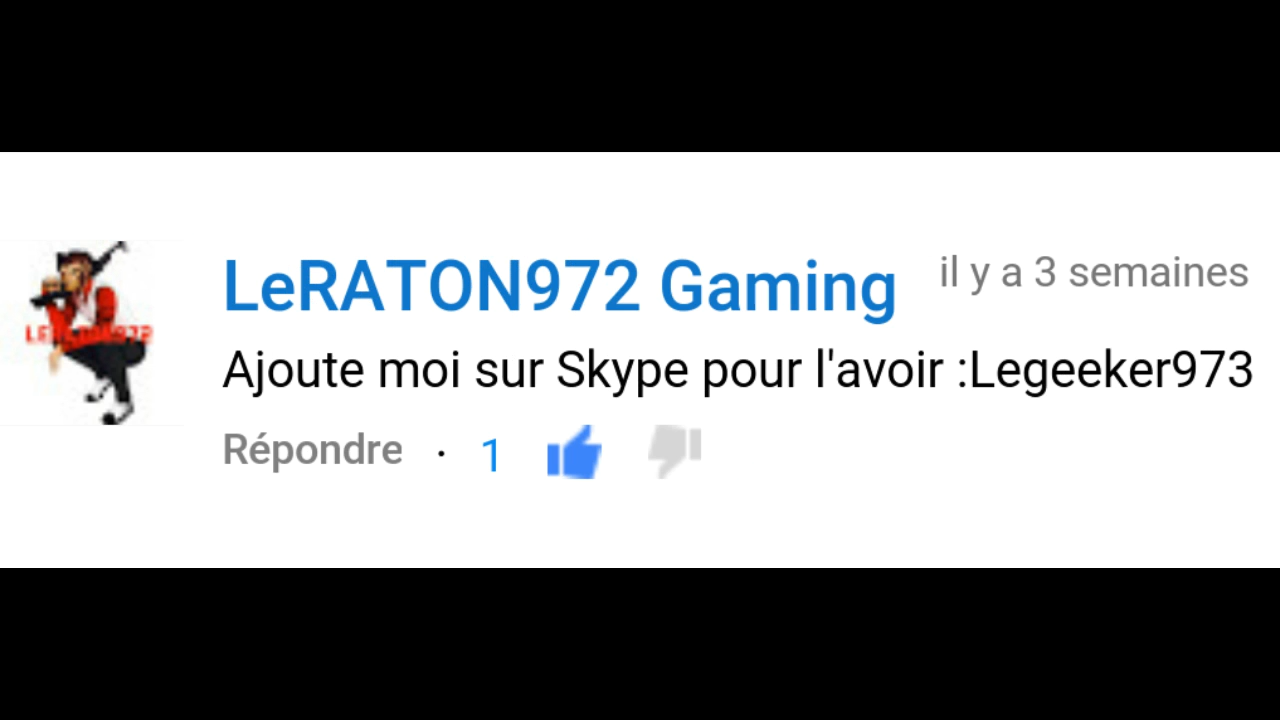 LeRATON972 Gaming il y a 3 semaines
Ajoute moi sur Skype pour l'avoir :Legeeker973
Répondre · 1